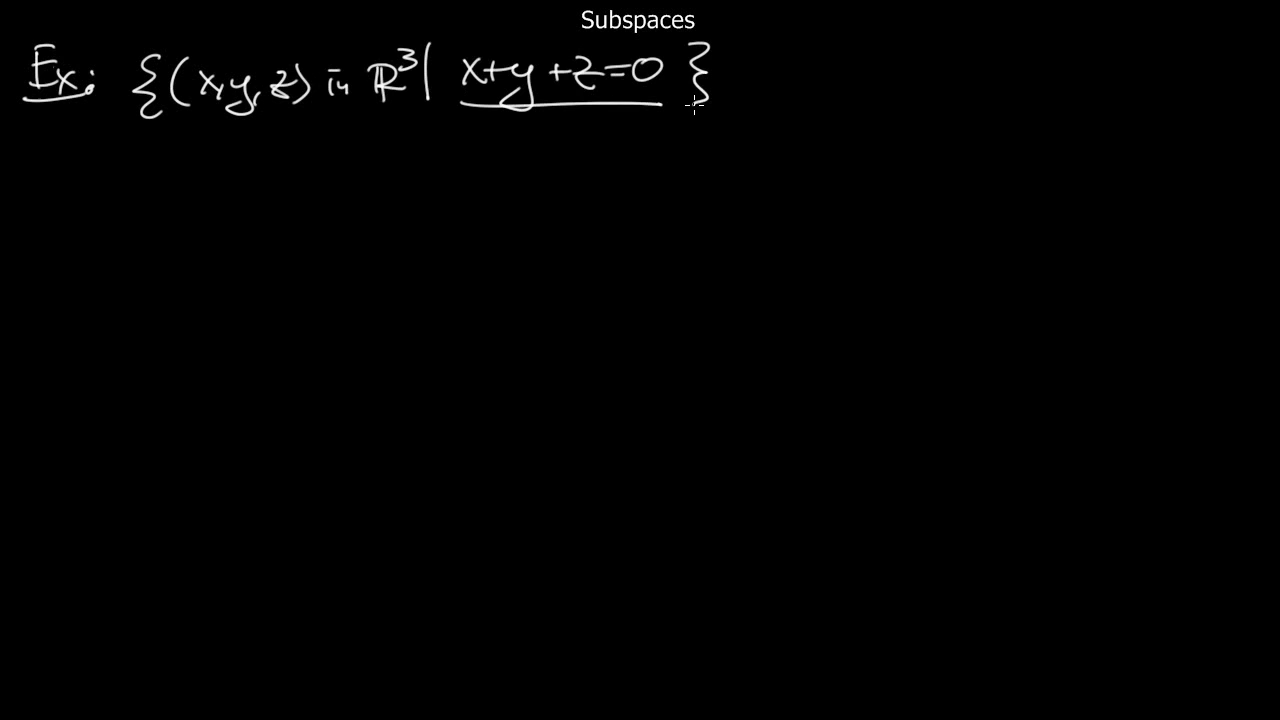 Subspaces
Ex: {(x,y,z) in ℝ³| x+y+z=0 }